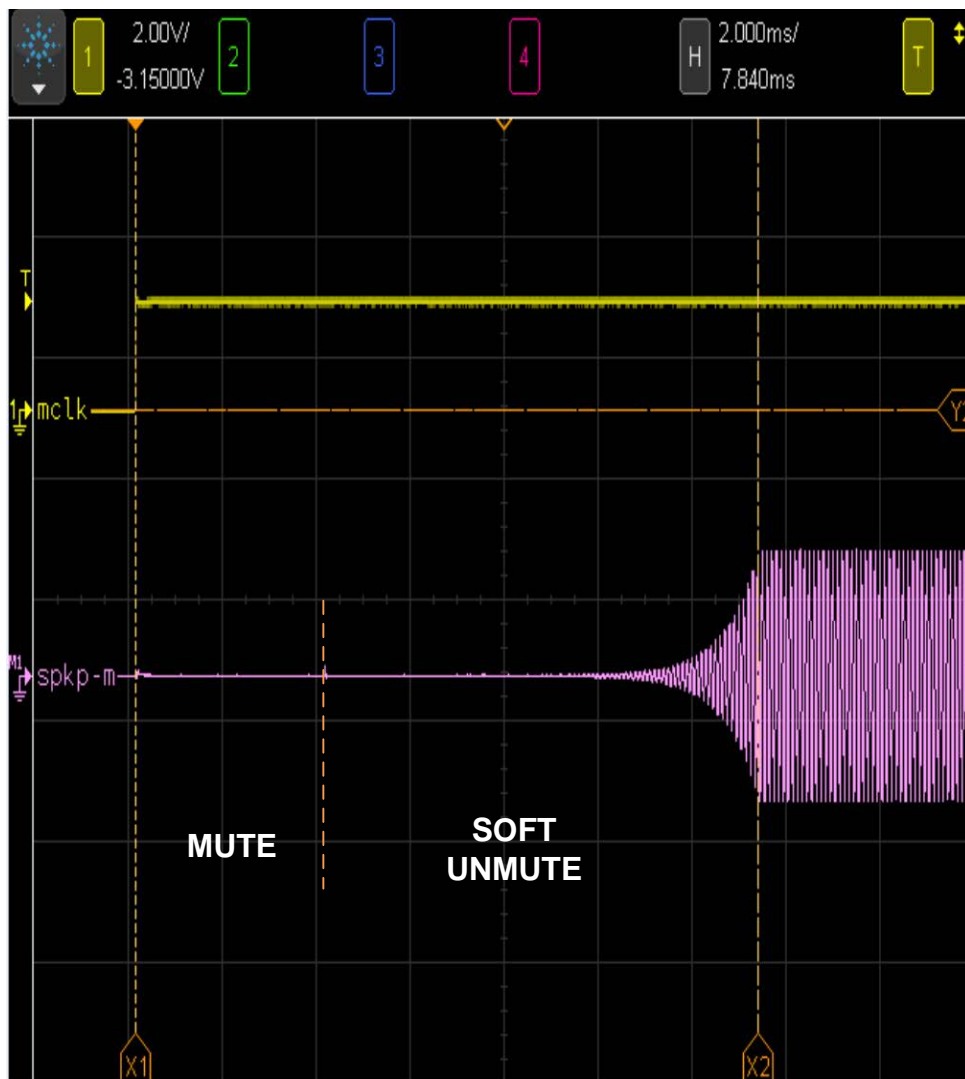 1
2.00V/
-3.15000V
2
3
4
H
2.000ms/
7.840ms
T
T
1 mclk
Y2
M1
spkp-m
MUTE
SOFT
UNMUTE
X1
X2